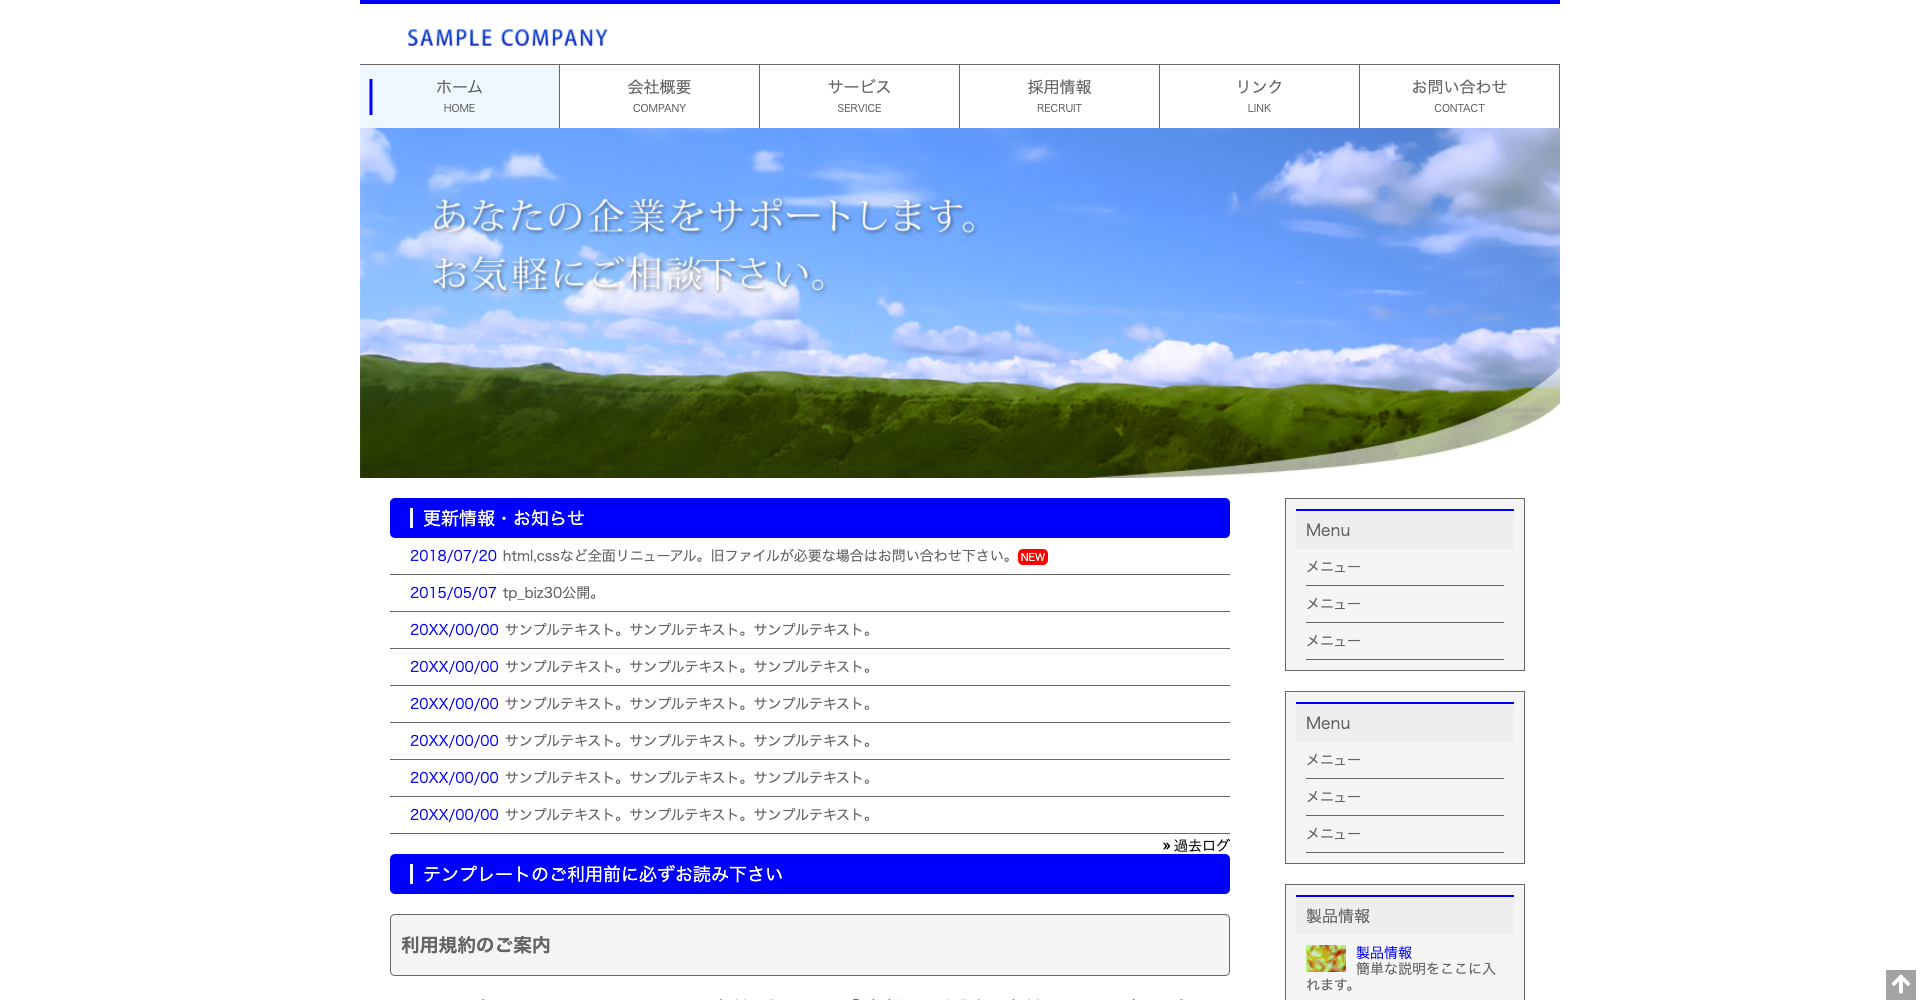 SAMPLE COMPANY
ホーム
HOME
会社概要
COMPANY
サービス
SERVICE
採用情報
RECRUIT
リンク
LINK
お問い合わせ
CONTACT
あなたの企業をサポートします。
お気軽にご相談下さい。
更新情報・お知らせ
2018/07/20 html,cssなど全面リニューアル。旧ファイルが必要な場合はお問い合わせ下さい。NEW
2015/05/07 tp_biz30公開。
20XX/00/00 サンプルテキスト。サンプルテキスト。サンプルテキスト。
20XX/00/00 サンプルテキスト。サンプルテキスト。サンプルテキスト。
20XX/00/00 サンプルテキスト。サンプルテキスト。サンプルテキスト。
20XX/00/00 サンプルテキスト。サンプルテキスト。サンプルテキスト。
20XX/00/00 サンプルテキスト。サンプルテキスト。サンプルテキスト。
20XX/00/00 サンプルテキスト。サンプルテキスト。サンプルテキスト。
» 過去ログ
テンプレートのご利用前に必ずお読み下さい
利用規約のご案内
Menu
メニュー
メニュー
メニュー
Menu
メニュー
メニュー
メニュー
製品情報
製品情報
簡単な説明をここに入
れます。